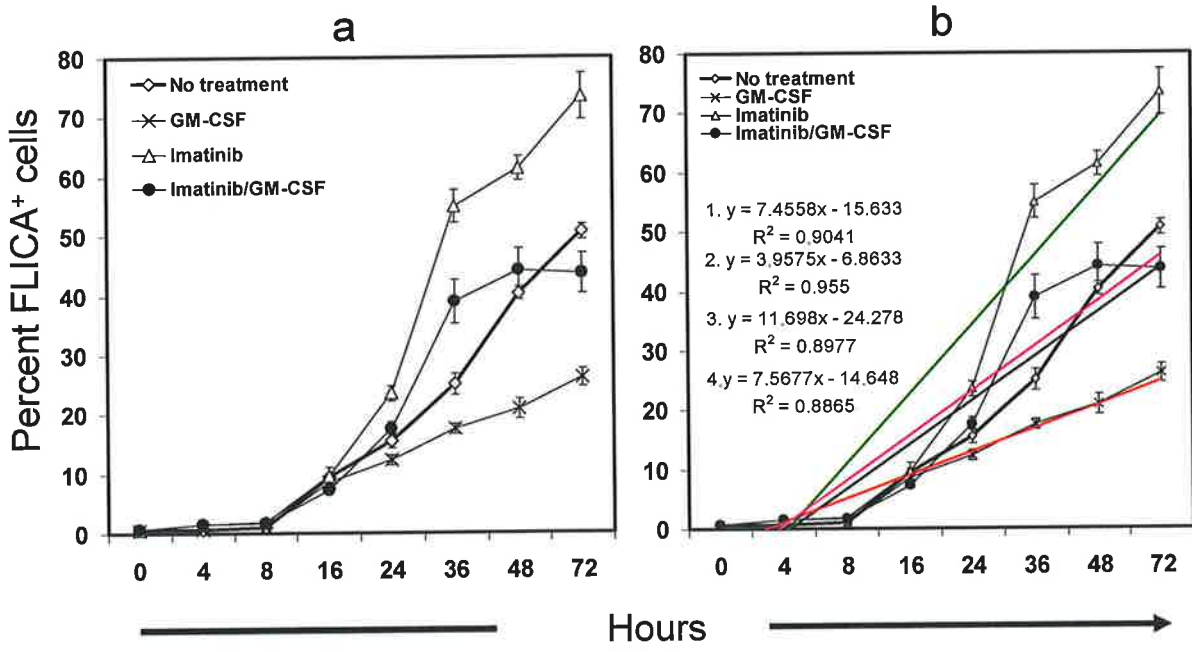 a
Percent FLICA⁺ cells
80
70
60
50
40
30
20
10
0
No treatment
GM-CSF
Imatinib
Imatinib/GM-CSF
0 4 8 16 24 36 48 72
b
80
70
60
50
40
30
20
10
0
No treatment
GM-CSF
Imatinib
Imatinib/GM-CSF
1. y = 7.4558x - 15.633
R² = 0.9041
2. y = 3.9575x - 6.8633
R² = 0.955
3. y = 11.698x - 24.278
R² = 0.8977
4.y = 7.5677x - 14.648
R² = 0.8865
0 4 8 16 24 36 48 72
Hours